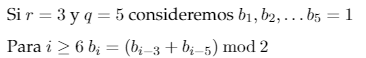 Si r = 3 y q = 5 consideremos b₁, b₂, . . . b₅ = 1
Para i ≥ 6 bᵢ = (bᵢ₋₃ + bᵢ₋₅) mod 2